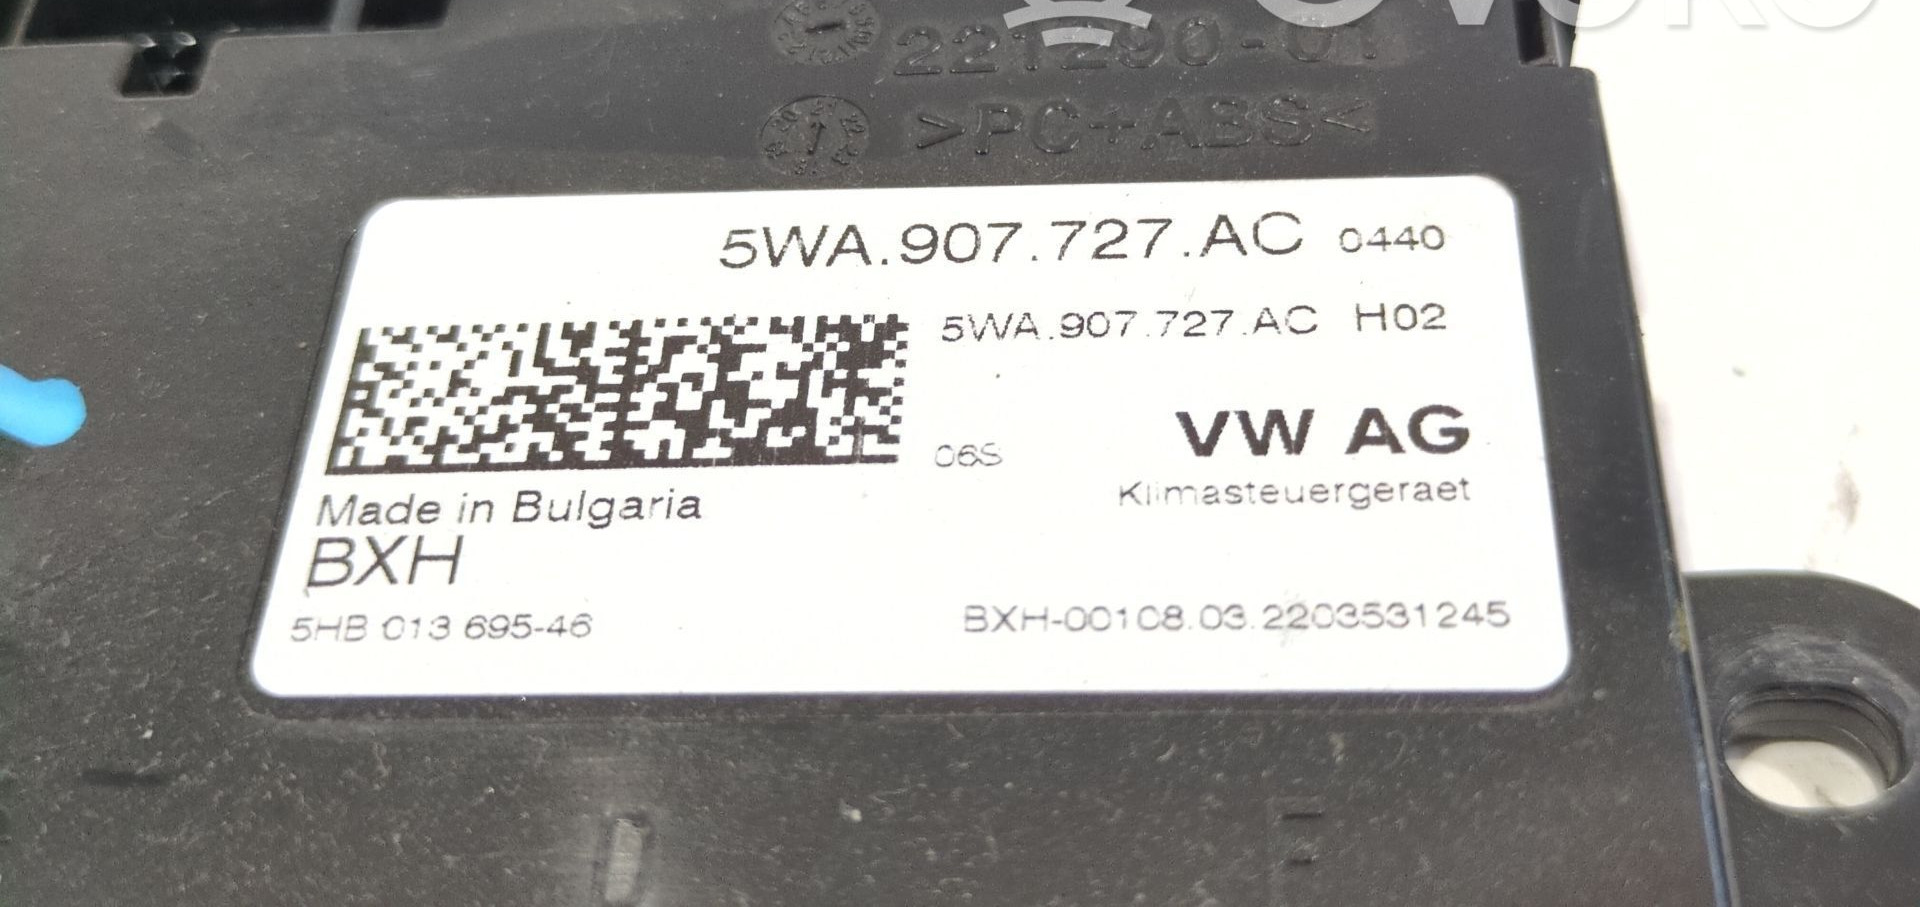 221290-01
>PC+ABS<
5WA.907.727.AC 0440
5WA.907.727.AC H02
06S
VW AG
Klimasteuergeraet
Made in Bulgaria
BXH
5HB 013 695-46
BXH-00108.03.2203531245